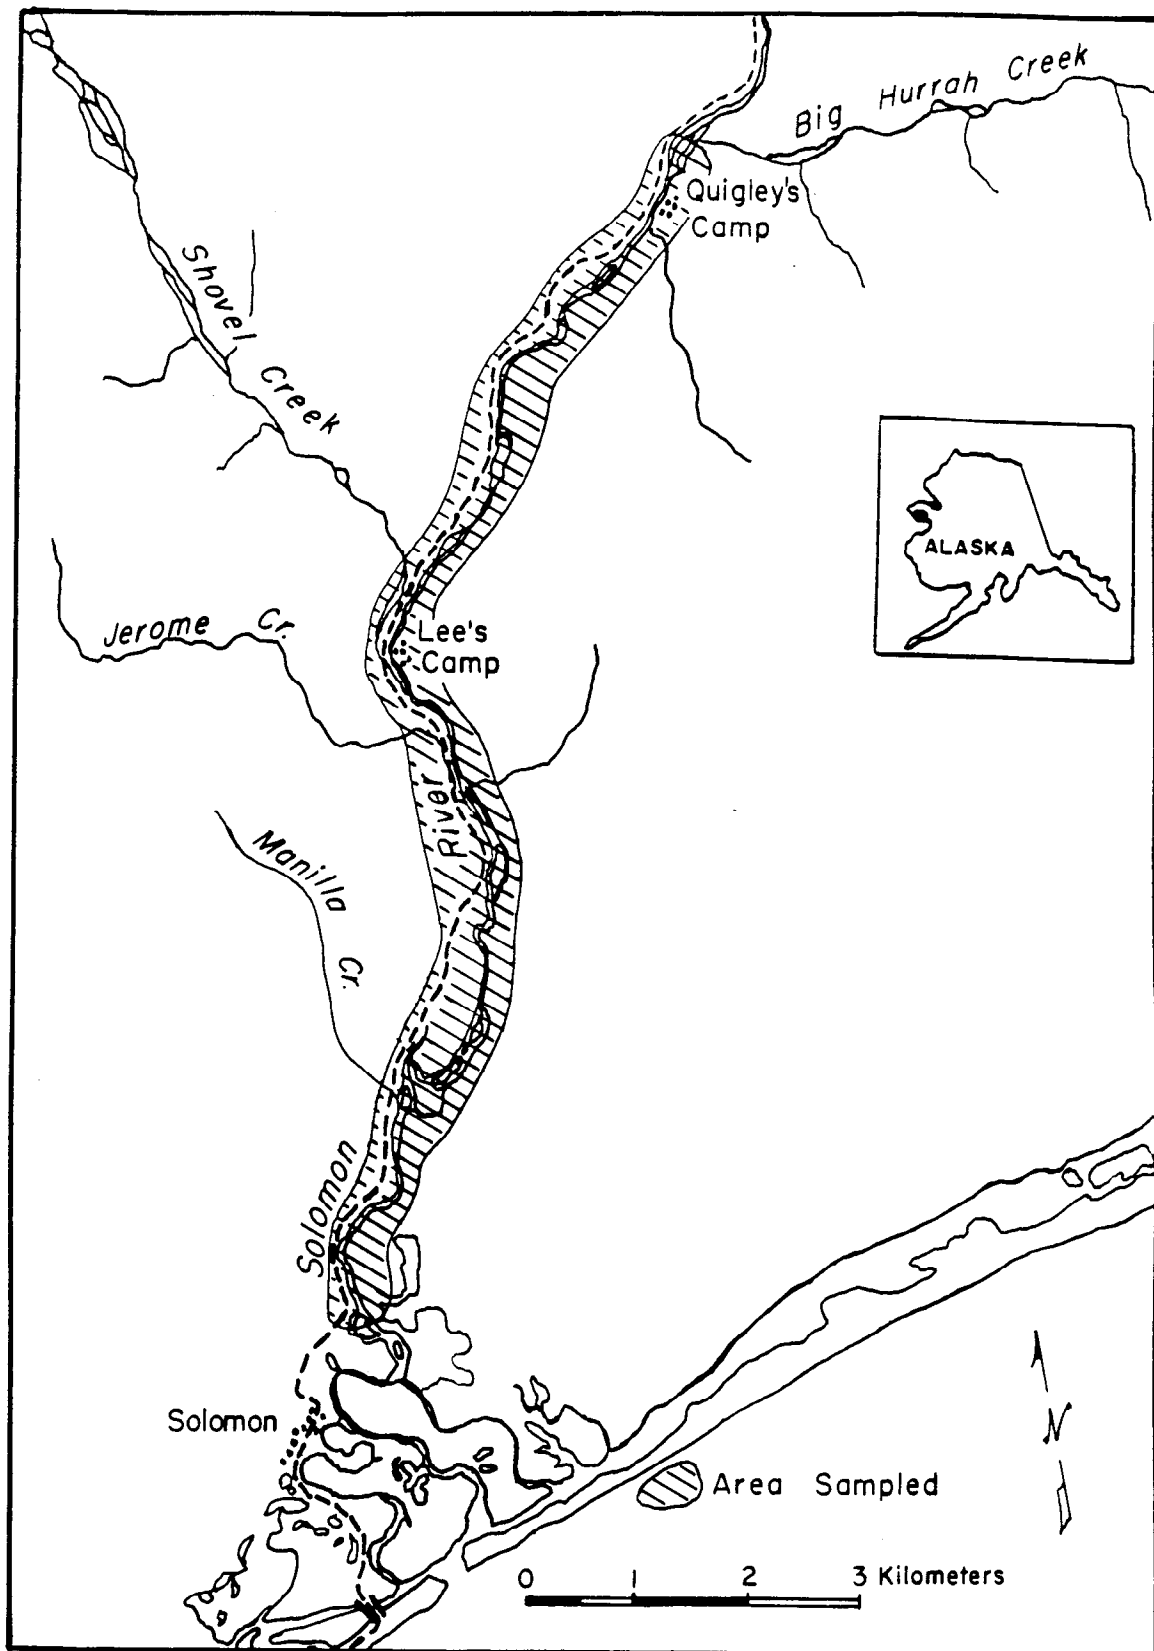 Big Hurrah Creek
Quigley's
Camp
Shovel Creek
ALASKA
Jerome Cr.
Lee's
Camp
River
Manilla Cr.
Solomon
Solomon
Area Sampled
N
0 1 2 3 Kilometers